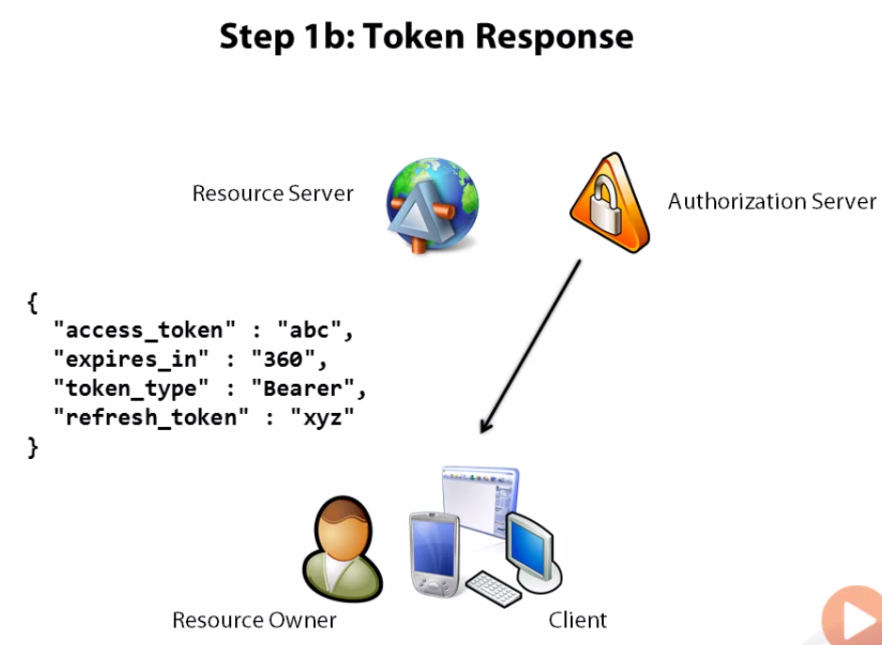 Step 1b: Token Response
Resource Server
Authorization Server
{
"access_token" : "abc",
"expires_in" : "360",
"token_type" : "Bearer",
"refresh_token" : "xyz"
}
Resource Owner
Client